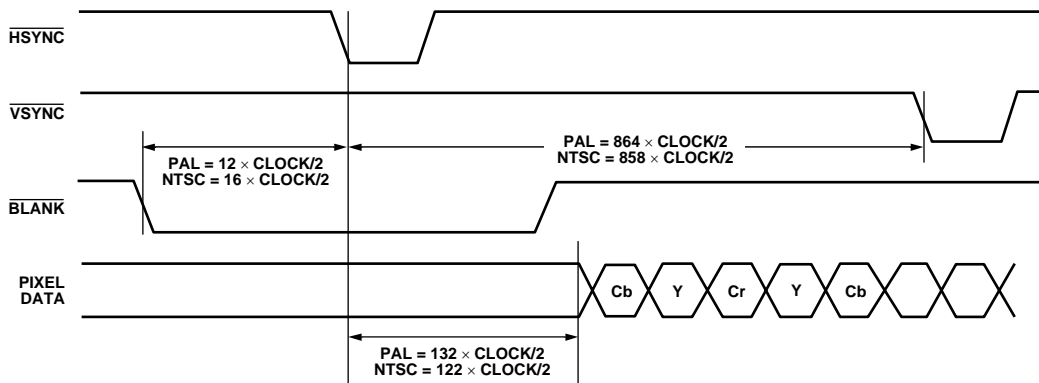 HSYNC
VSYNC
PAL = 12 × CLOCK/2
NTSC = 16 × CLOCK/2
PAL = 864 × CLOCK/2
NTSC = 858 × CLOCK/2
BLANK
PIXEL
DATA
Cb Y Cr Y Cb
PAL = 132 × CLOCK/2
NTSC = 122 × CLOCK/2